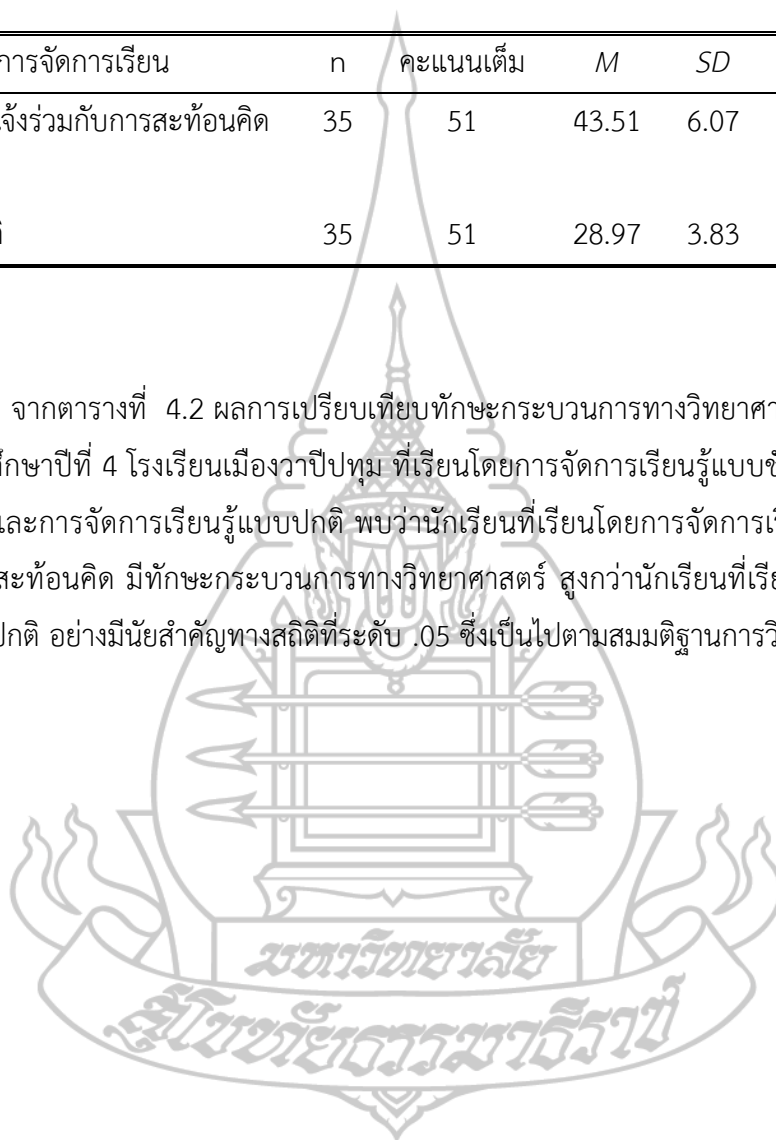 การจัดการเรียน n คะแนนเต็ม M SD
จ้งร่วมกับการสะท้อนคิด 35 51 43.51 6.07
35 51 28.97 3.83
จากตารางที่ 4.2 ผลการเปรียบเทียบทักษะกระบวนการทางวิทยาศา
ศึกษาปีที่ 4 โรงเรียนเมืองวาปีปทุม ที่เรียนโดยการจัดการเรียนรู้แบบชั
ละการจัดการเรียนรู้แบบปกติ พบว่านักเรียนที่เรียนโดยการจัดการเรี
สะท้อนคิด มีทักษะกระบวนการทางวิทยาศาสตร์ สูงกว่านักเรียนที่เรีย
ปกติ อย่างมีนัยสำคัญทางสถิติที่ระดับ .05 ซึ่งเป็นไปตามสมมติฐานการวิ
มหาวิทยาลัย
สุโขทัยธรรมาธิราช